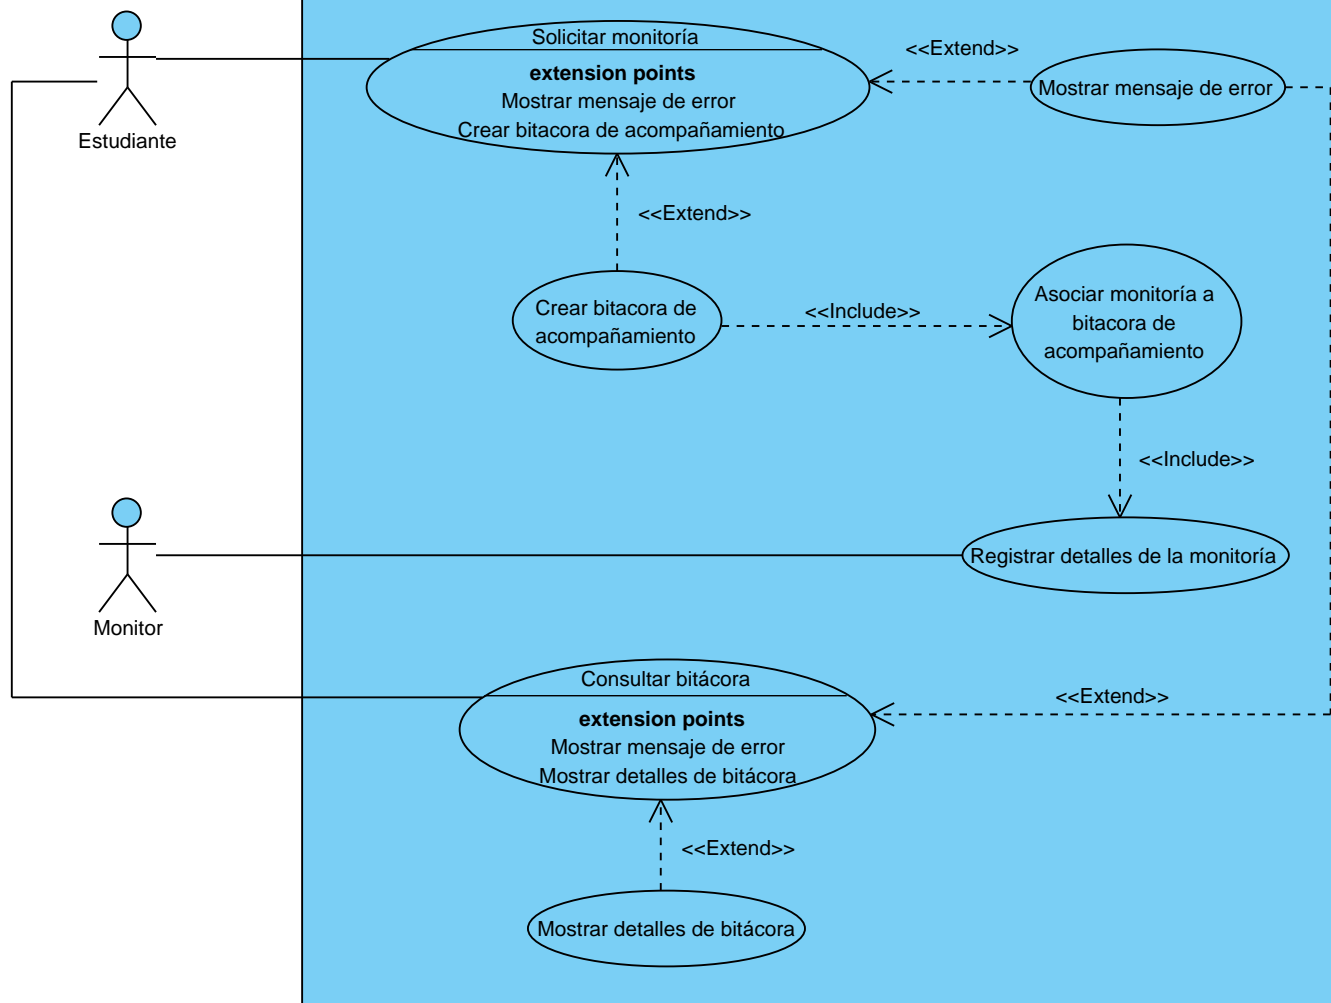 Solicitar monitoría
extension points
Mostrar mensaje de error
Crear bitacora de acompañamiento
<<Extend>>
Mostrar mensaje de error
Estudiante
<<Extend>>
Crear bitacora de
acompañamiento
<<Include>>
Asociar monitoría a
bitacora de
acompañamiento
<<Include>>
Registrar detalles de la monitoría
Monitor
Consultar bitácora
extension points
Mostrar mensaje de error
Mostrar detalles de bitácora
<<Extend>>
<<Extend>>
Mostrar detalles de bitácora